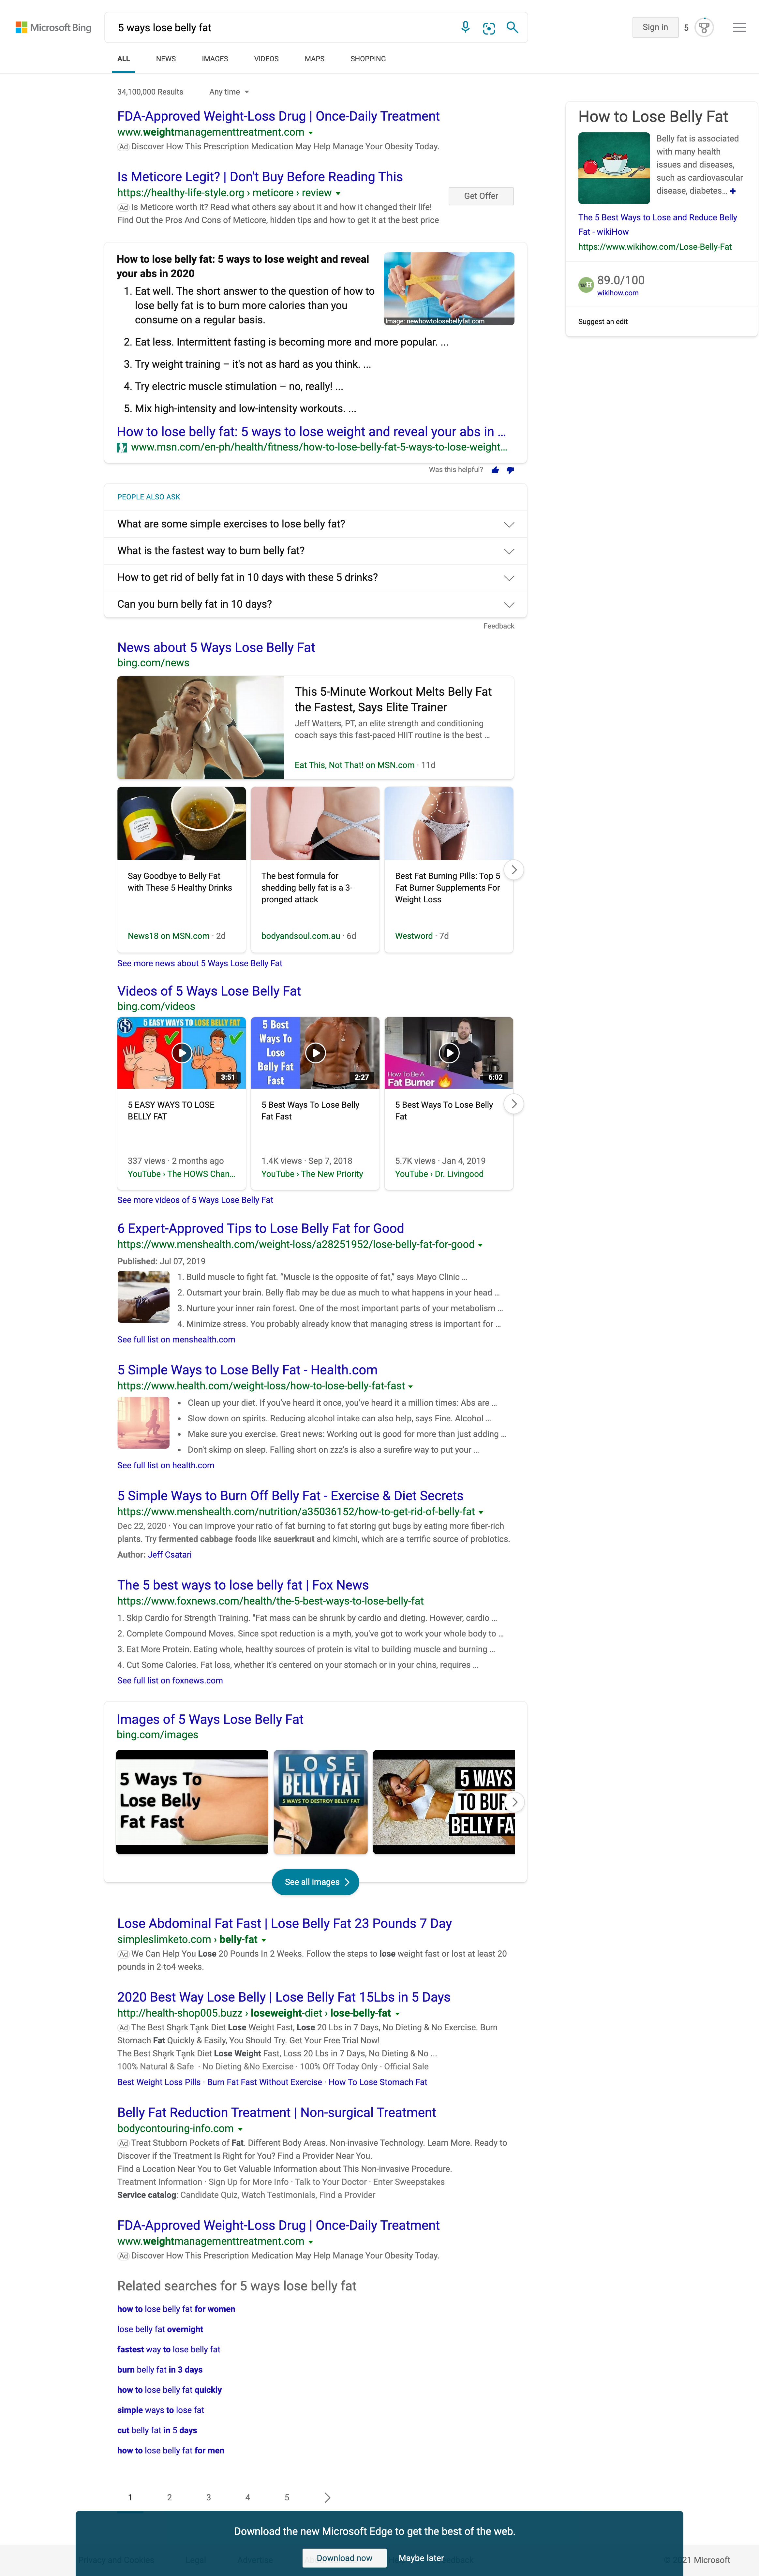 Microsoft Bing
5 ways lose belly fat
Sign in
5
ALL NEWS IMAGES VIDEOS MAPS SHOPPING
34,100,000 Results Any time
FDA-Approved Weight-Loss Drug | Once-Daily Treatment
www.weightmanagementtreatment.com
Ad Discover How This Prescription Medication May Help Manage Your Obesity Today.
Is Meticore Legit? | Don't Buy Before Reading This
https://healthy-life-style.org › meticore › review
Ad Is Meticore worth it? Read what others say about it and how it changed their life!
Find Out the Pros And Cons of Meticore, hidden tips and how to get it at the best price
Get Offer
How to Lose Belly Fat
Belly fat is associated
with many health
issues and diseases,
such as cardiovascular
disease, diabetes… +
The 5 Best Ways to Lose and Reduce Belly
Fat - wikiHow
https://www.wikihow.com/Lose-Belly-Fat
wH
89.0/100
wikihow.com
Suggest an edit
How to lose belly fat: 5 ways to lose weight and reveal
your abs in 2020
1. Eat well. The short answer to the question of how to
lose belly fat is to burn more calories than you
consume on a regular basis.
Image: newhowtolosebellyfat.com
2. Eat less. Intermittent fasting is becoming more and more popular. ...
3. Try weight training – it's not as hard as you think. ...
4. Try electric muscle stimulation – no, really! ...
5. Mix high-intensity and low-intensity workouts. ...
How to lose belly fat: 5 ways to lose weight and reveal your abs in …
www.msn.com/en-ph/health/fitness/how-to-lose-belly-fat-5-ways-to-lose-weight…
Was this helpful?
PEOPLE ALSO ASK
What are some simple exercises to lose belly fat?
What is the fastest way to burn belly fat?
How to get rid of belly fat in 10 days with these 5 drinks?
Can you burn belly fat in 10 days?
Feedback
News about 5 Ways Lose Belly Fat
bing.com/news
This 5-Minute Workout Melts Belly Fat
the Fastest, Says Elite Trainer
Jeff Watters, PT, an elite strength and conditioning
coach says this fast-paced HIIT routine is the best …
Eat This, Not That! on MSN.com · 11d
Say Goodbye to Belly Fat
with These 5 Healthy Drinks
News18 on MSN.com · 2d
The best formula for
shedding belly fat is a 3-
pronged attack
bodyandsoul.com.au · 6d
Best Fat Burning Pills: Top 5
Fat Burner Supplements For
Weight Loss
Westword · 7d
See more news about 5 Ways Lose Belly Fat
Videos of 5 Ways Lose Belly Fat
bing.com/videos
5 EASY WAYS TO LOSE BELLY FAT
3:51
5 Best
Ways To
Lose
Belly Fat
Fast
2:27
How To Be A
Fat Burner
6:02
5 EASY WAYS TO LOSE
BELLY FAT
337 views · 2 months ago
YouTube › The HOWS Chan…
5 Best Ways To Lose Belly
Fat Fast
1.4K views · Sep 7, 2018
YouTube › The New Priority
5 Best Ways To Lose Belly
Fat
5.7K views · Jan 4, 2019
YouTube › Dr. Livingood
See more videos of 5 Ways Lose Belly Fat
6 Expert-Approved Tips to Lose Belly Fat for Good
https://www.menshealth.com/weight-loss/a28251952/lose-belly-fat-for-good
Published: Jul 07, 2019
1. Build muscle to fight fat. “Muscle is the opposite of fat,” says Mayo Clinic …
2. Outsmart your brain. Belly flab may be due as much to what happens in your head …
3. Nurture your inner rain forest. One of the most important parts of your metabolism …
4. Minimize stress. You probably already know that managing stress is important for …
See full list on menshealth.com
5 Simple Ways to Lose Belly Fat - Health.com
https://www.health.com/weight-loss/how-to-lose-belly-fat-fast
• Clean up your diet. If you’ve heard it once, you’ve heard it a million times: Abs are …
• Slow down on spirits. Reducing alcohol intake can also help, says Fine. Alcohol …
• Make sure you exercise. Great news: Working out is good for more than just adding …
• Don't skimp on sleep. Falling short on zzz’s is also a surefire way to put your …
See full list on health.com
5 Simple Ways to Burn Off Belly Fat - Exercise & Diet Secrets
https://www.menshealth.com/nutrition/a35036152/how-to-get-rid-of-belly-fat
Dec 22, 2020 · You can improve your ratio of fat burning to fat storing gut bugs by eating more fiber-rich
plants. Try fermented cabbage foods like sauerkraut and kimchi, which are a terrific source of probiotics.
Author: Jeff Csatari
The 5 best ways to lose belly fat | Fox News
https://www.foxnews.com/health/the-5-best-ways-to-lose-belly-fat
1. Skip Cardio for Strength Training. "Fat mass can be shrunk by cardio and dieting. However, cardio …
2. Complete Compound Moves. Since spot reduction is a myth, you've got to work your whole body to …
3. Eat More Protein. Eating whole, healthy sources of protein is vital to building muscle and burning …
4. Cut Some Calories. Fat loss, whether it's centered on your stomach or in your chins, requires …
See full list on foxnews.com
Images of 5 Ways Lose Belly Fat
bing.com/images
5 Ways To
Lose Belly
Fat Fast
LOSE
BELLY FAT
5 WAYS TO DESTROY BELLY FAT
5 WAYS
TO BUR
BELLY FA
See all images
Lose Abdominal Fat Fast | Lose Belly Fat 23 Pounds 7 Day
simpleslimketo.com › belly-fat
Ad We Can Help You Lose 20 Pounds In 2 Weeks. Follow the steps to lose weight fast or lost at least 20
pounds in 2-to4 weeks.
2020 Best Way Lose Belly | Lose Belly Fat 15Lbs in 5 Days
http://health-shop005.buzz › loseweight-diet › lose-belly-fat
Ad The Best Shąrk Tąnk Diet Lose Weight Fast, Lose 20 Lbs in 7 Days, No Dieting & No Exercise. Burn
Stomach Fat Quickly & Easily, You Should Try. Get Your Free Trial Now!
The Best Shąrk Tąnk Diet Lose Weight Fast, Loss 20 Lbs in 7 Days, No Dieting & No ...
100% Natural & Safe · No Dieting &No Exercise · 100% Off Today Only · Official Sale
Best Weight Loss Pills · Burn Fat Fast Without Exercise · How To Lose Stomach Fat
Belly Fat Reduction Treatment | Non-surgical Treatment
bodycontouring-info.com
Ad Treat Stubborn Pockets of Fat. Different Body Areas. Non-invasive Technology. Learn More. Ready to
Discover if the Treatment Is Right for You? Find a Provider Near You.
Find a Location Near You to Get Valuable Information about This Non-invasive Procedure.
Treatment Information · Sign Up for More Info · Talk to Your Doctor · Enter Sweepstakes
Service catalog: Candidate Quiz, Watch Testimonials, Find a Provider
FDA-Approved Weight-Loss Drug | Once-Daily Treatment
www.weightmanagementtreatment.com
Ad Discover How This Prescription Medication May Help Manage Your Obesity Today.
Related searches for 5 ways lose belly fat
how to lose belly fat for women
lose belly fat overnight
fastest way to lose belly fat
burn belly fat in 3 days
how to lose belly fat quickly
simple ways to lose fat
cut belly fat in 5 days
how to lose belly fat for men
1 2 3 4 5
Download the new Microsoft Edge to get the best of the web.
Download now Maybe later
21 Microsoft